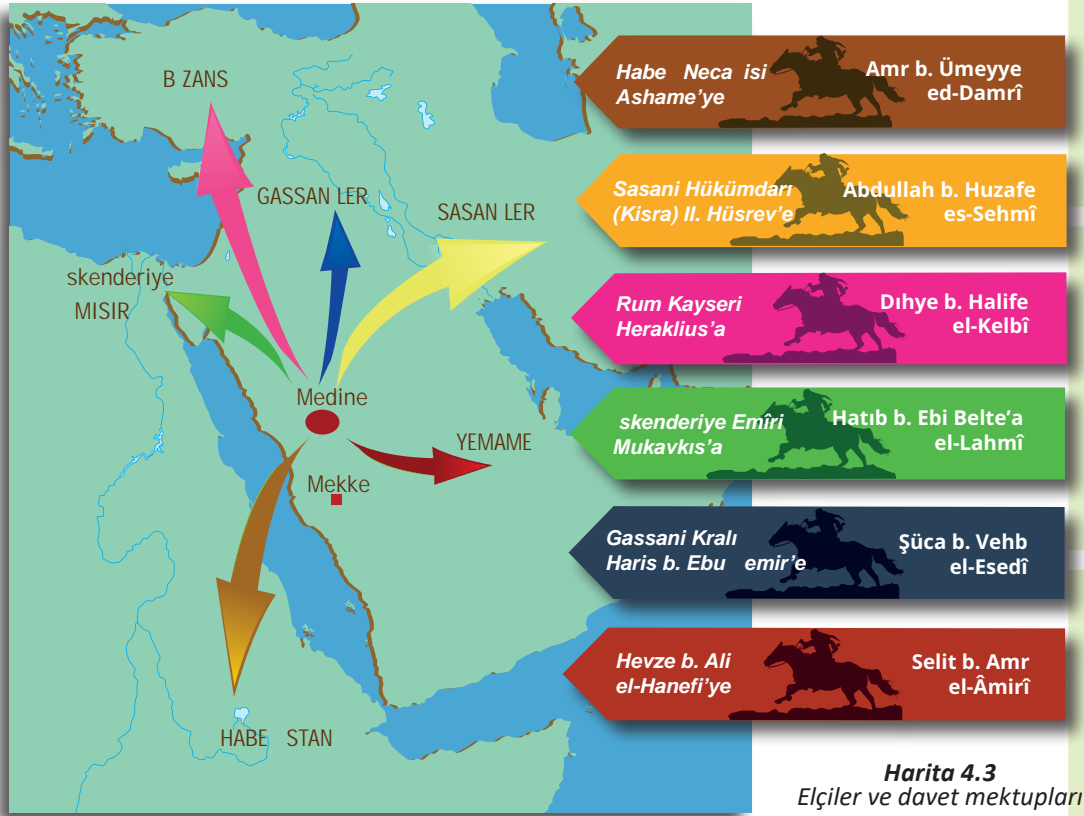 B ZANS
GASSAN LER
SASAN LER
skenderiye
MISIR
Medine
YEMAME
Mekke
HABE STAN
Habe Neca isi
Ashame’ye
Amr b. Ümeyye
ed-Damrî
Sasani Hükümdarı
(Kisra) II. Hüsrev’e
Abdullah b. Huzafe
es-Sehmî
Rum Kayseri
Heraklius’a
Dıhye b. Halife
el-Kelbî
skenderiye Emîri
Mukavkıs’a
Hatıb b. Ebi Belte’a
el-Lahmî
Gassani Kralı
Haris b. Ebu emir’e
Şüca b. Vehb
el-Esedî
Hevze b. Ali
el-Hanefi’ye
Selit b. Amr
el-Âmirî
Harita 4.3
Elçiler ve davet mektupları